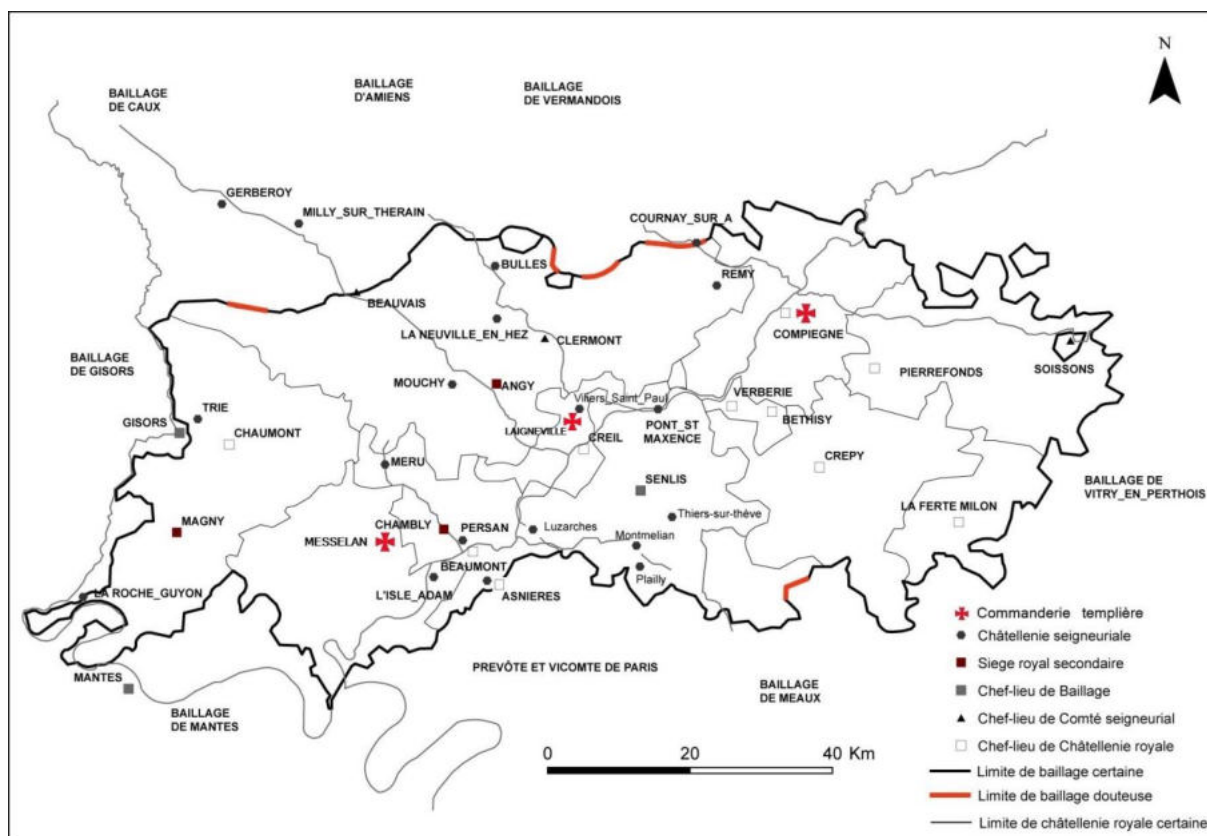 N
BAILLAGE
DE CAUX
BAILLAGE
D'AMIENS
BAILLAGE
DE VERMANDOIS
GERBEROY
MILLY_SUR_THERAIN
COURNAY_SUR_A
BULLES
REMY
BEAUVAIS
LA NEUVILLE_EN_HEZ
CLERMONT
COMPIEGNE
SOISSONS
BAILLAGE
DE GISORS
MOUCHY
ANGY
PIERREFONDS
Villiers_Saint_Paul
VERBERIE
BETHISY
TRIE
GISORS
CHAUMONT
LAIGNEVILLE
CREIL
PONT_ST
MAXENCE
MERU
CREPY
SENLIS
BAILLAGE DE
VITRY_EN_PERTHOIS
LA FERTE MILON
MAGNY
CHAMBLY
PERSAN
Luzarches
Thiers-sur-thève
MESSELAN
Montmelian
BEAUMONT
Plailly
LA ROCHE_GUYON
L'ISLE_ADAM
ASNIERES
MANTES
BAILLAGE
DE MANTES
PREVÔTE ET VICOMTE DE PARIS
BAILLAGE
DE MEAUX
Commanderie templière
Châtellenie seigneuriale
Siege royal secondaire
Chef-lieu de Baillage
Chef-lieu de Comté seigneurial
Chef-lieu de Châtellenie royale
Limite de baillage certaine
Limite de baillage douteuse
Limite de châtellenie royale certaine
0 20 40 Km